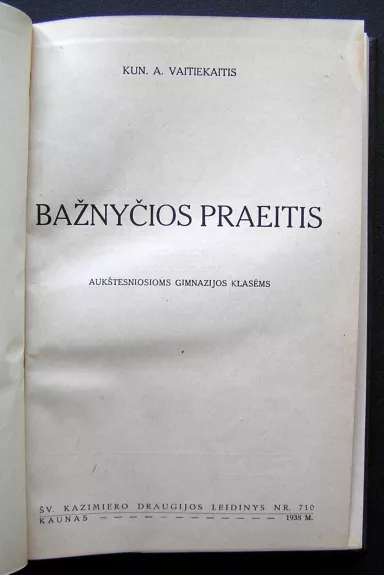 KUN. A. VAITIEKAITIS
BAŽNYČIOS PRAEITIS
AUKŠTESNIOSIOMS GIMNAZIJOS KLASĖMS
ŠV. KAZIMIERO DRAUGIJOS LEIDINYS NR. 710
KAUNAS — — — — — — — — — — — 1938 M.